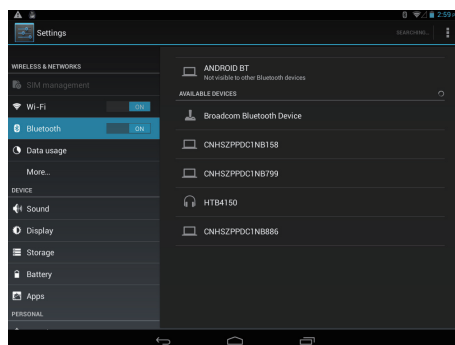 2:59
Settings
SEARCHING...
WIRELESS & NETWORKS
SIM management
Wi-Fi
ON
Bluetooth
ON
Data usage
More...
DEVICE
Sound
Display
Storage
Battery
Apps
PERSONAL
ANDROID BT
Not visible to other Bluetooth devices
AVAILABLE DEVICES
Broadcom Bluetooth Device
CNHSZPPDC1NB158
CNHSZPPDC1NB799
HTB4150
CNHSZPPDC1NB886